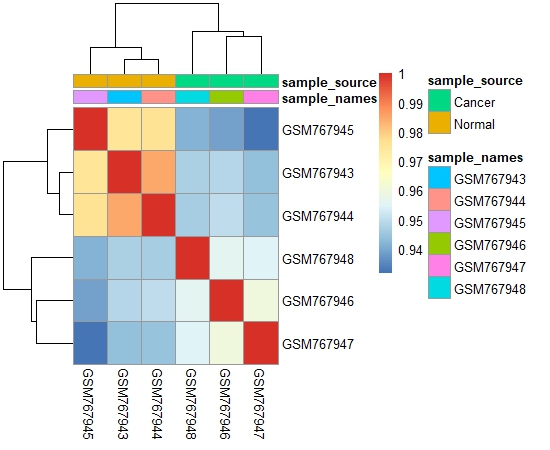 sample_source
sample_names
GSM767945
GSM767943
GSM767944
GSM767948
GSM767946
GSM767947
GSM767945
GSM767943
GSM767944
GSM767948
GSM767946
GSM767947
1
0.99
0.98
0.97
0.96
0.95
0.94
sample_source
Cancer
Normal
sample_names
GSM767943
GSM767944
GSM767945
GSM767946
GSM767947
GSM767948